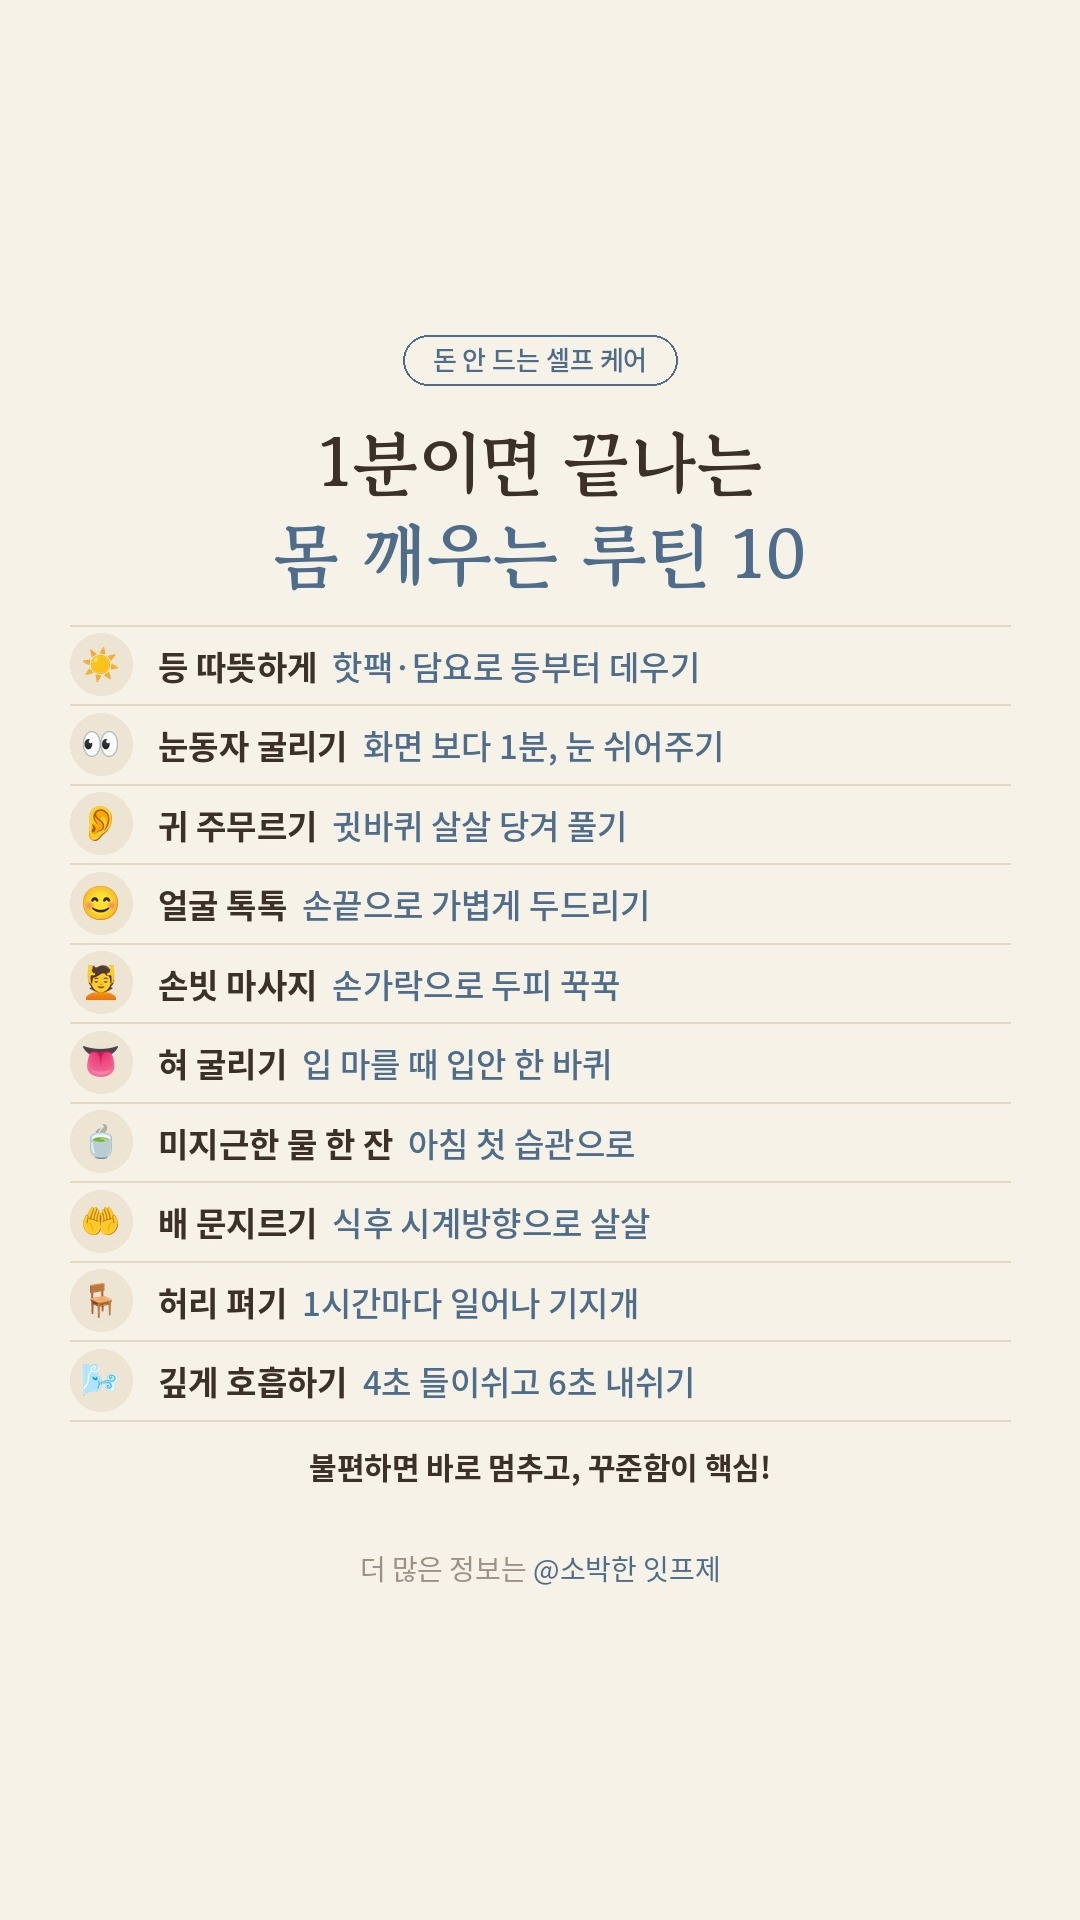 돈 안 드는 셀프 케어
1분이면 끝나는
몸 깨우는 루틴 10
등 따뜻하게 핫팩·담요로 등부터 데우기
눈동자 굴리기 화면 보다 1분, 눈 쉬어주기
귀 주무르기 귓바퀴 살살 당겨 풀기
얼굴 톡톡 손끝으로 가볍게 두드리기
손빗 마사지 손가락으로 두피 꾹꾹
혀 굴리기 입 마를 때 입안 한 바퀴
미지근한 물 한 잔 아침 첫 습관으로
배 문지르기 식후 시계방향으로 살살
허리 펴기 1시간마다 일어나 기지개
깊게 호흡하기 4초 들이쉬고 6초 내쉬기
불편하면 바로 멈추고, 꾸준함이 핵심!
더 많은 정보는 @소박한 잇프제